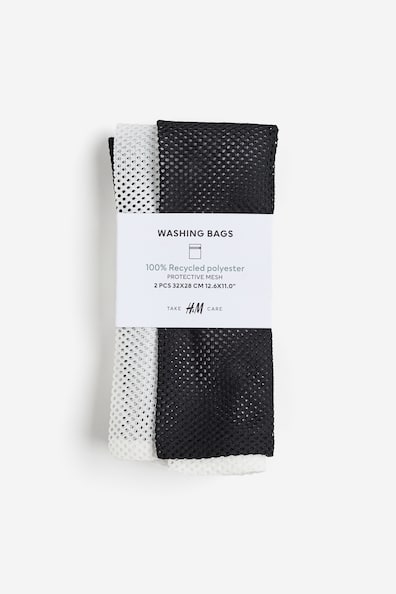 WASHING BAGS
100% Recycled polyester
PROTECTIVE MESH
2 PCS 32X28 CM 12.6X11.0"
TAKE H&M CARE